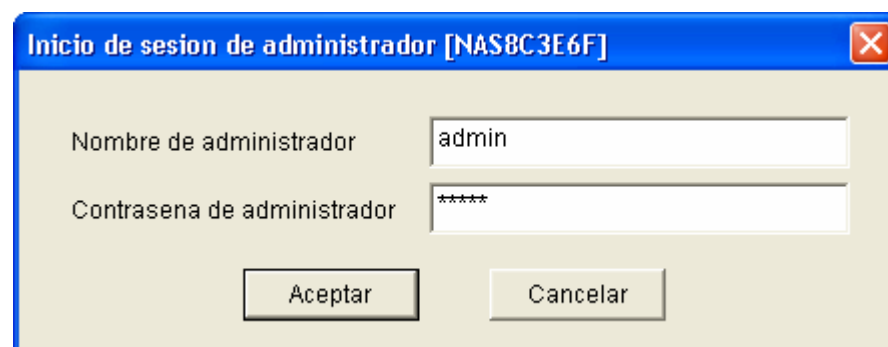 Inicio de sesion de administrador [NAS8C3E6F]
Nombre de administrador admin
Contrasena de administrador *****
Aceptar Cancelar